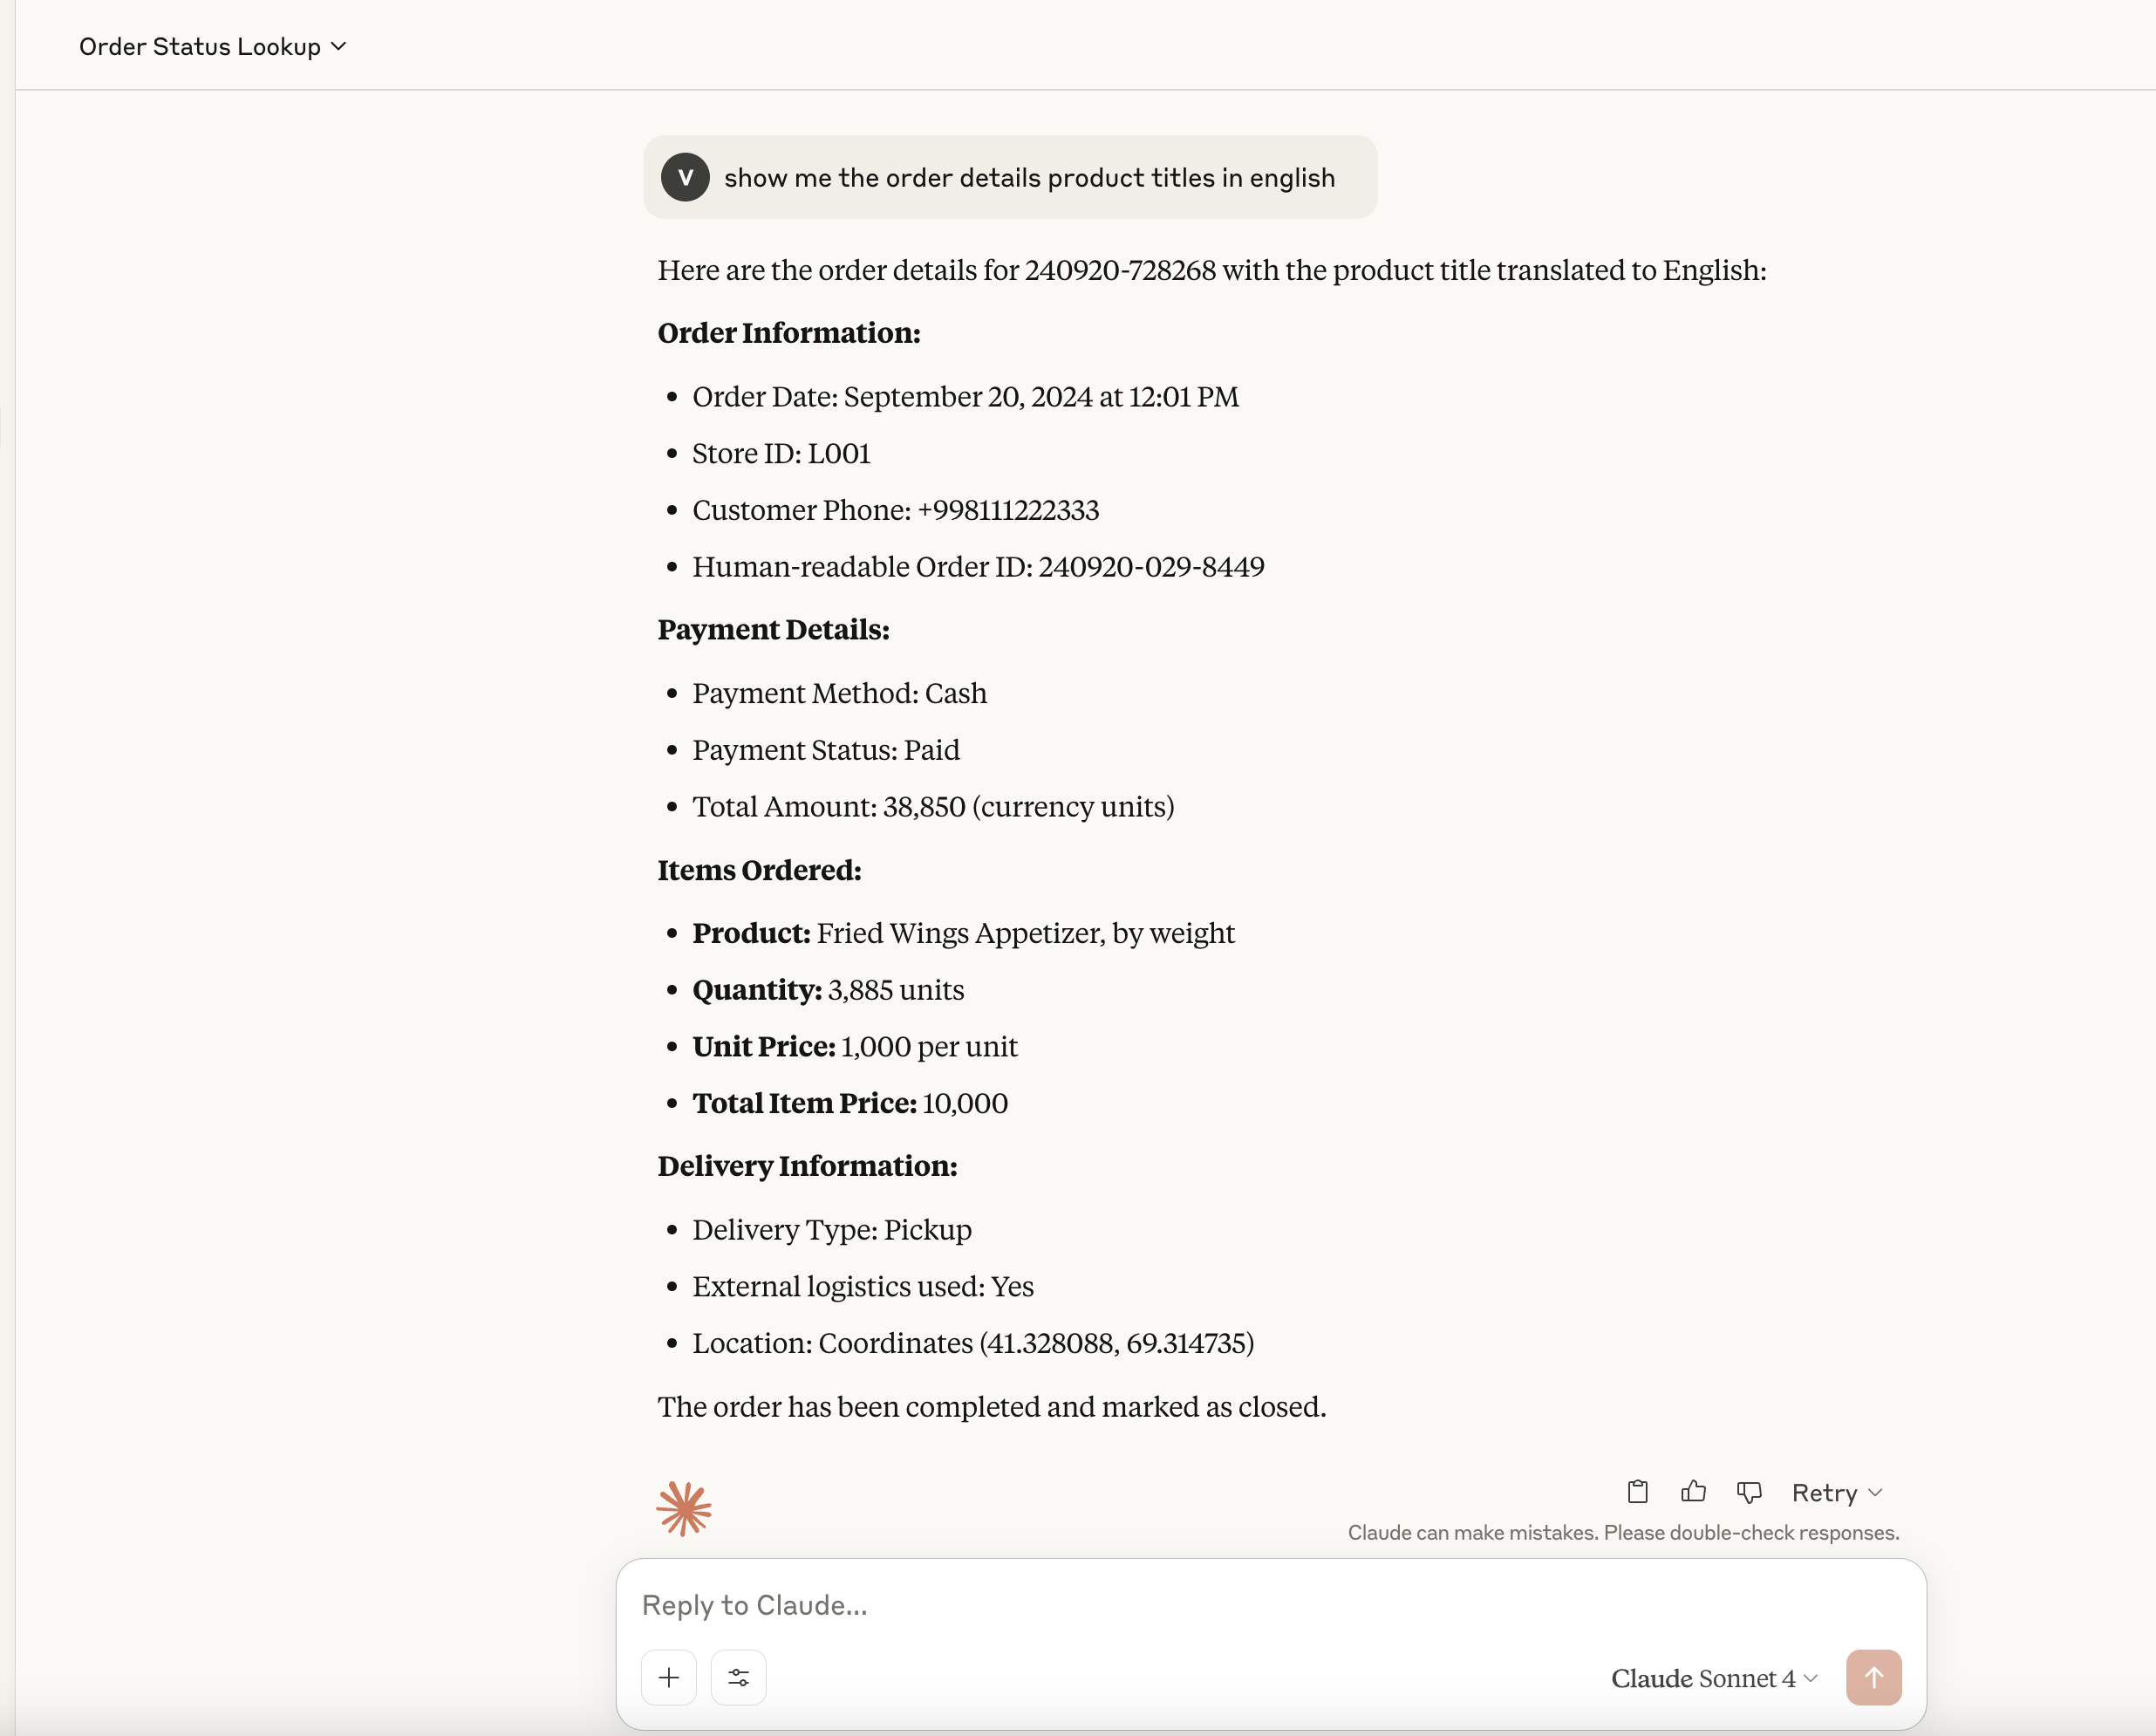 Order Status Lookup
V
show me the order details product titles in english
Here are the order details for 240920-728268 with the product title translated to English:
Order Information:
Order Date: September 20, 2024 at 12:01 PM
Store ID: L001
Customer Phone: +998111222333
Human-readable Order ID: 240920-029-8449
Payment Details:
Payment Method: Cash
Payment Status: Paid
Total Amount: 38,850 (currency units)
Items Ordered:
Product: Fried Wings Appetizer, by weight
Quantity: 3,885 units
Unit Price: 1,000 per unit
Total Item Price: 10,000
Delivery Information:
Delivery Type: Pickup
External logistics used: Yes
Location: Coordinates (41.328088, 69.314735)
The order has been completed and marked as closed.
Retry
Claude can make mistakes. Please double-check responses.
Reply to Claude...
Claude Sonnet 4